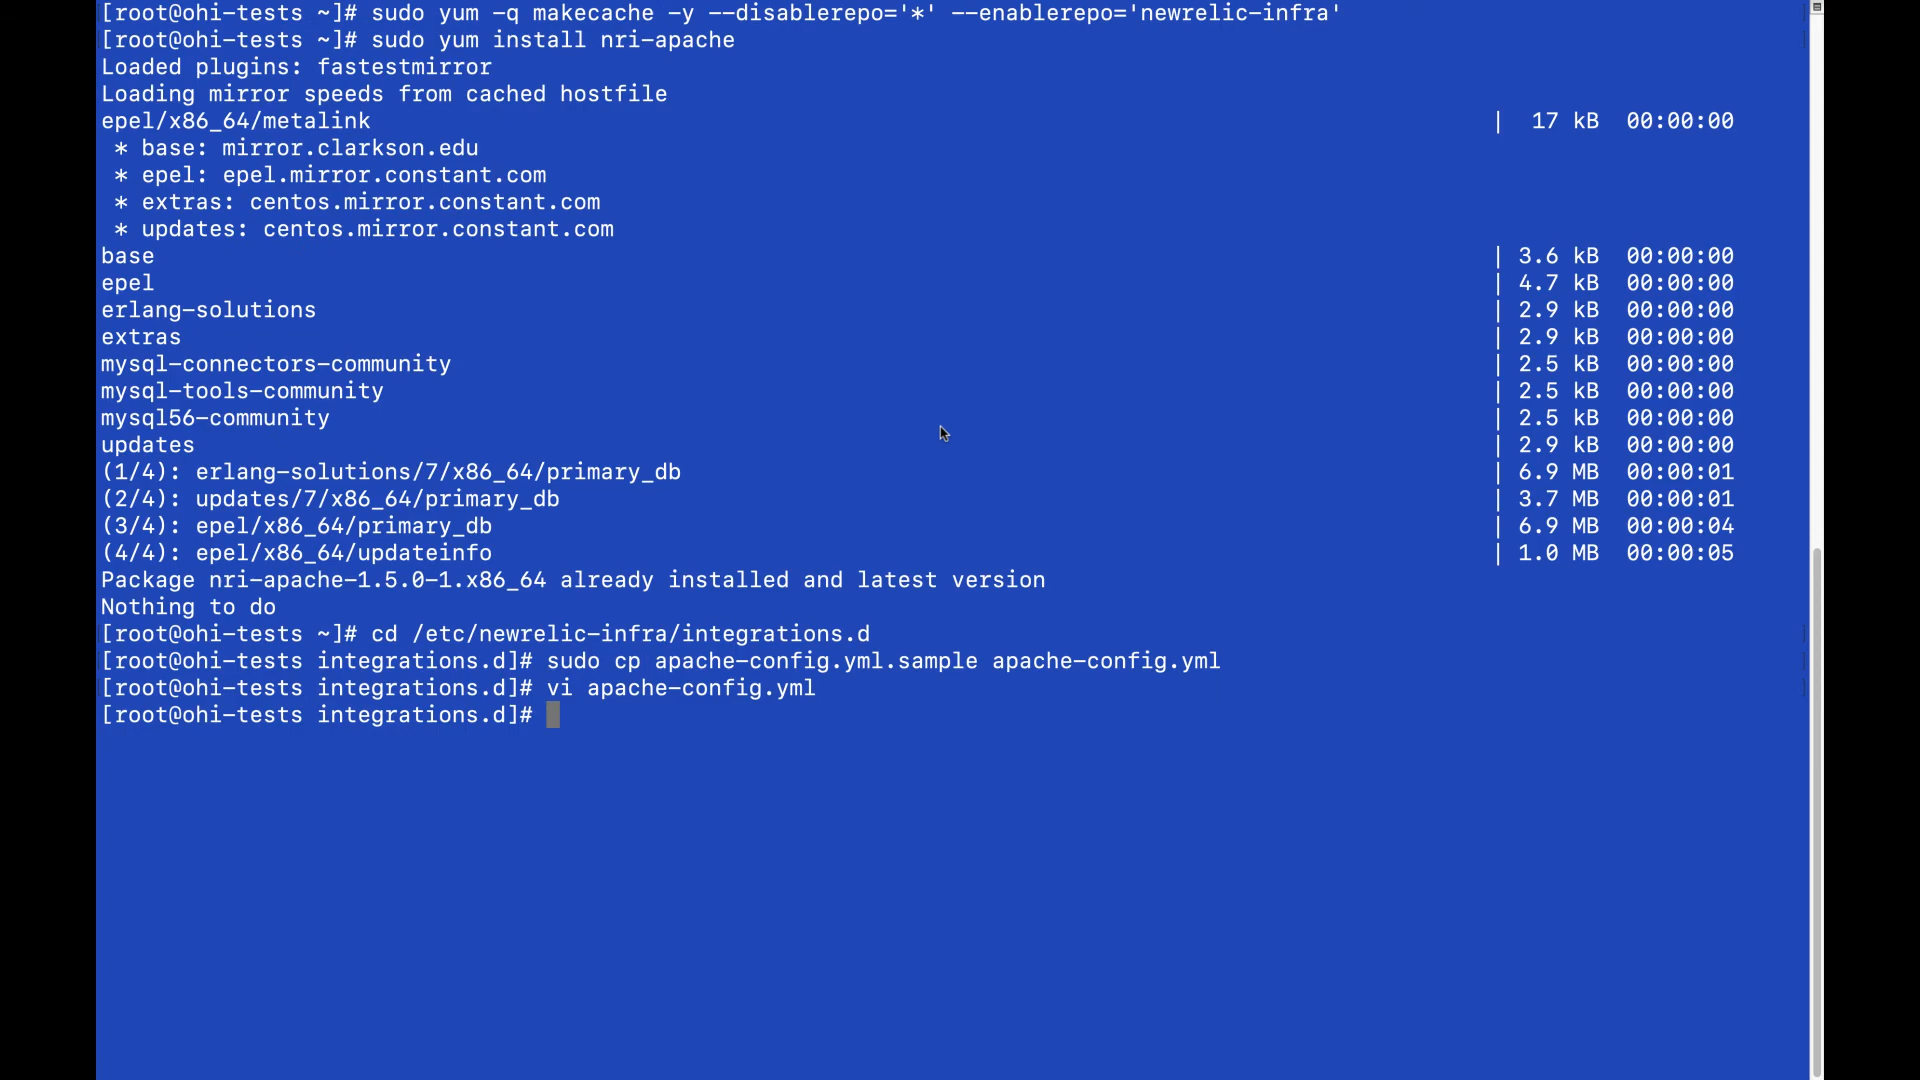 [root@ohi-tests ~]# sudo yum -q makecache -y --disablerepo='*' --enablerepo='newrelic-infra'
[root@ohi-tests ~]# sudo yum install nri-apache
Loaded plugins: fastestmirror
Loading mirror speeds from cached hostfile
epel/x86_64/metalink | 17 kB 00:00:00
 * base: mirror.clarkson.edu
 * epel: epel.mirror.constant.com
 * extras: centos.mirror.constant.com
 * updates: centos.mirror.constant.com
base | 3.6 kB 00:00:00
epel | 4.7 kB 00:00:00
erlang-solutions | 2.9 kB 00:00:00
extras | 2.9 kB 00:00:00
mysql-connectors-community | 2.5 kB 00:00:00
mysql-tools-community | 2.5 kB 00:00:00
mysql56-community | 2.5 kB 00:00:00
updates | 2.9 kB 00:00:00
(1/4): erlang-solutions/7/x86_64/primary_db | 6.9 MB 00:00:01
(2/4): updates/7/x86_64/primary_db | 3.7 MB 00:00:01
(3/4): epel/x86_64/primary_db | 6.9 MB 00:00:04
(4/4): epel/x86_64/updateinfo | 1.0 MB 00:00:05
Package nri-apache-1.5.0-1.x86_64 already installed and latest version
Nothing to do
[root@ohi-tests ~]# cd /etc/newrelic-infra/integrations.d
[root@ohi-tests integrations.d]# sudo cp apache-config.yml.sample apache-config.yml
[root@ohi-tests integrations.d]# vi apache-config.yml
[root@ohi-tests integrations.d]#